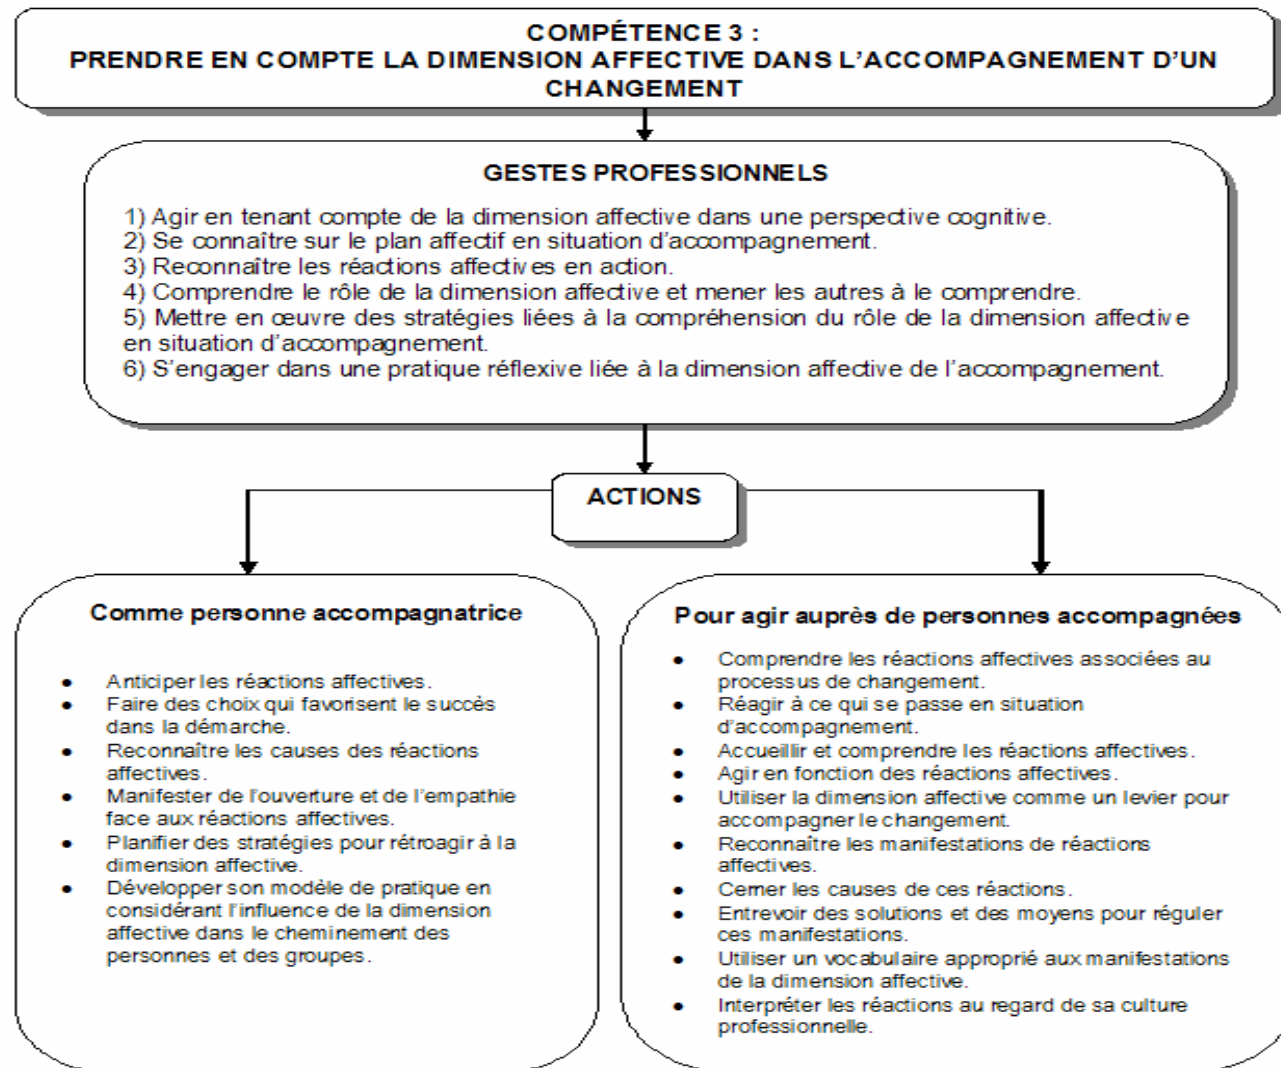 COMPÉTENCE 3 :
PRENDRE EN COMPTE LA DIMENSION AFFECTIVE DANS L’ACCOMPAGNEMENT D’UN
CHANGEMENT
GESTES PROFESSIONNELS
1) Agir en tenant compte de la dimension affective dans une perspective cognitive.
2) Se connaître sur le plan affectif en situation d’accompagnement.
3) Reconnaître les réactions affectives en action.
4) Comprendre le rôle de la dimension affective et mener les autres à le comprendre.
5) Mettre en œuvre des stratégies liées à la compréhension du rôle de la dimension affective
en situation d’accompagnement.
6) S’engager dans une pratique réflexive liée à la dimension affective de l’accompagnement.
ACTIONS
Comme personne accompagnatrice
• Anticiper les réactions affectives.
• Faire des choix qui favorisent le succès
dans la démarche.
• Reconnaître les causes des réactions
affectives.
• Manifester de l’ouverture et de l’empathie
face aux réactions affectives.
• Planifier des stratégies pour rétroagir à la
dimension affective.
• Développer son modèle de pratique en
considérant l’influence de la dimension
affective dans le cheminement des
personnes et des groupes.
Pour agir auprès de personnes accompagnées
• Comprendre les réactions affectives associées au
processus de changement.
• Réagir à ce qui se passe en situation
d’accompagnement.
• Accueillir et comprendre les réactions affectives.
• Agir en fonction des réactions affectives.
• Utiliser la dimension affective comme un levier pour
accompagner le changement.
• Reconnaître les manifestations de réactions
affectives.
• Cerner les causes de ces réactions.
• Entrevoir des solutions et des moyens pour réguler
ces manifestations.
• Utiliser un vocabulaire approprié aux manifestations
de la dimension affective.
• Interpréter les réactions au regard de sa culture
professionnelle.